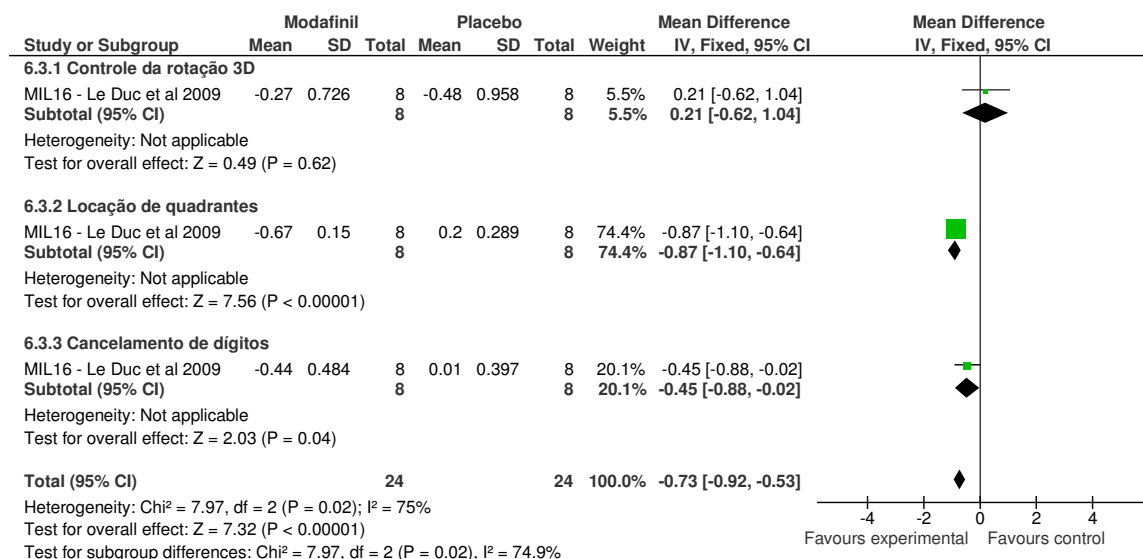 Modafinil Placebo Mean Difference Mean Difference
Study or Subgroup Mean SD Total Mean SD Total Weight IV, Fixed, 95% CI IV, Fixed, 95% CI
6.3.1 Controle da rotação 3D
MIL16 - Le Duc et al 2009 -0.27 0.726 8 -0.48 0.958 8 5.5% 0.21 [-0.62, 1.04]
Subtotal (95% CI) 8 8 5.5% 0.21 [-0.62, 1.04]
Heterogeneity: Not applicable
Test for overall effect: Z = 0.49 (P = 0.62)
6.3.2 Locação de quadrantes
MIL16 - Le Duc et al 2009 -0.67 0.15 8 0.2 0.289 8 74.4% -0.87 [-1.10, -0.64]
Subtotal (95% CI) 8 8 74.4% -0.87 [-1.10, -0.64]
Heterogeneity: Not applicable
Test for overall effect: Z = 7.56 (P < 0.00001)
6.3.3 Cancelamento de dígitos
MIL16 - Le Duc et al 2009 -0.44 0.484 8 0.01 0.397 8 20.1% -0.45 [-0.88, -0.02]
Subtotal (95% CI) 8 8 20.1% -0.45 [-0.88, -0.02]
Heterogeneity: Not applicable
Test for overall effect: Z = 2.03 (P = 0.04)
Total (95% CI) 24 24 100.0% -0.73 [-0.92, -0.53]
Heterogeneity: Chi² = 7.97, df = 2 (P = 0.02); I² = 75%
Test for overall effect: Z = 7.32 (P < 0.00001)
Test for subgroup differences: Chi² = 7.97, df = 2 (P = 0.02), I² = 74.9%
-4 -2 0 2 4
Favours experimental Favours control